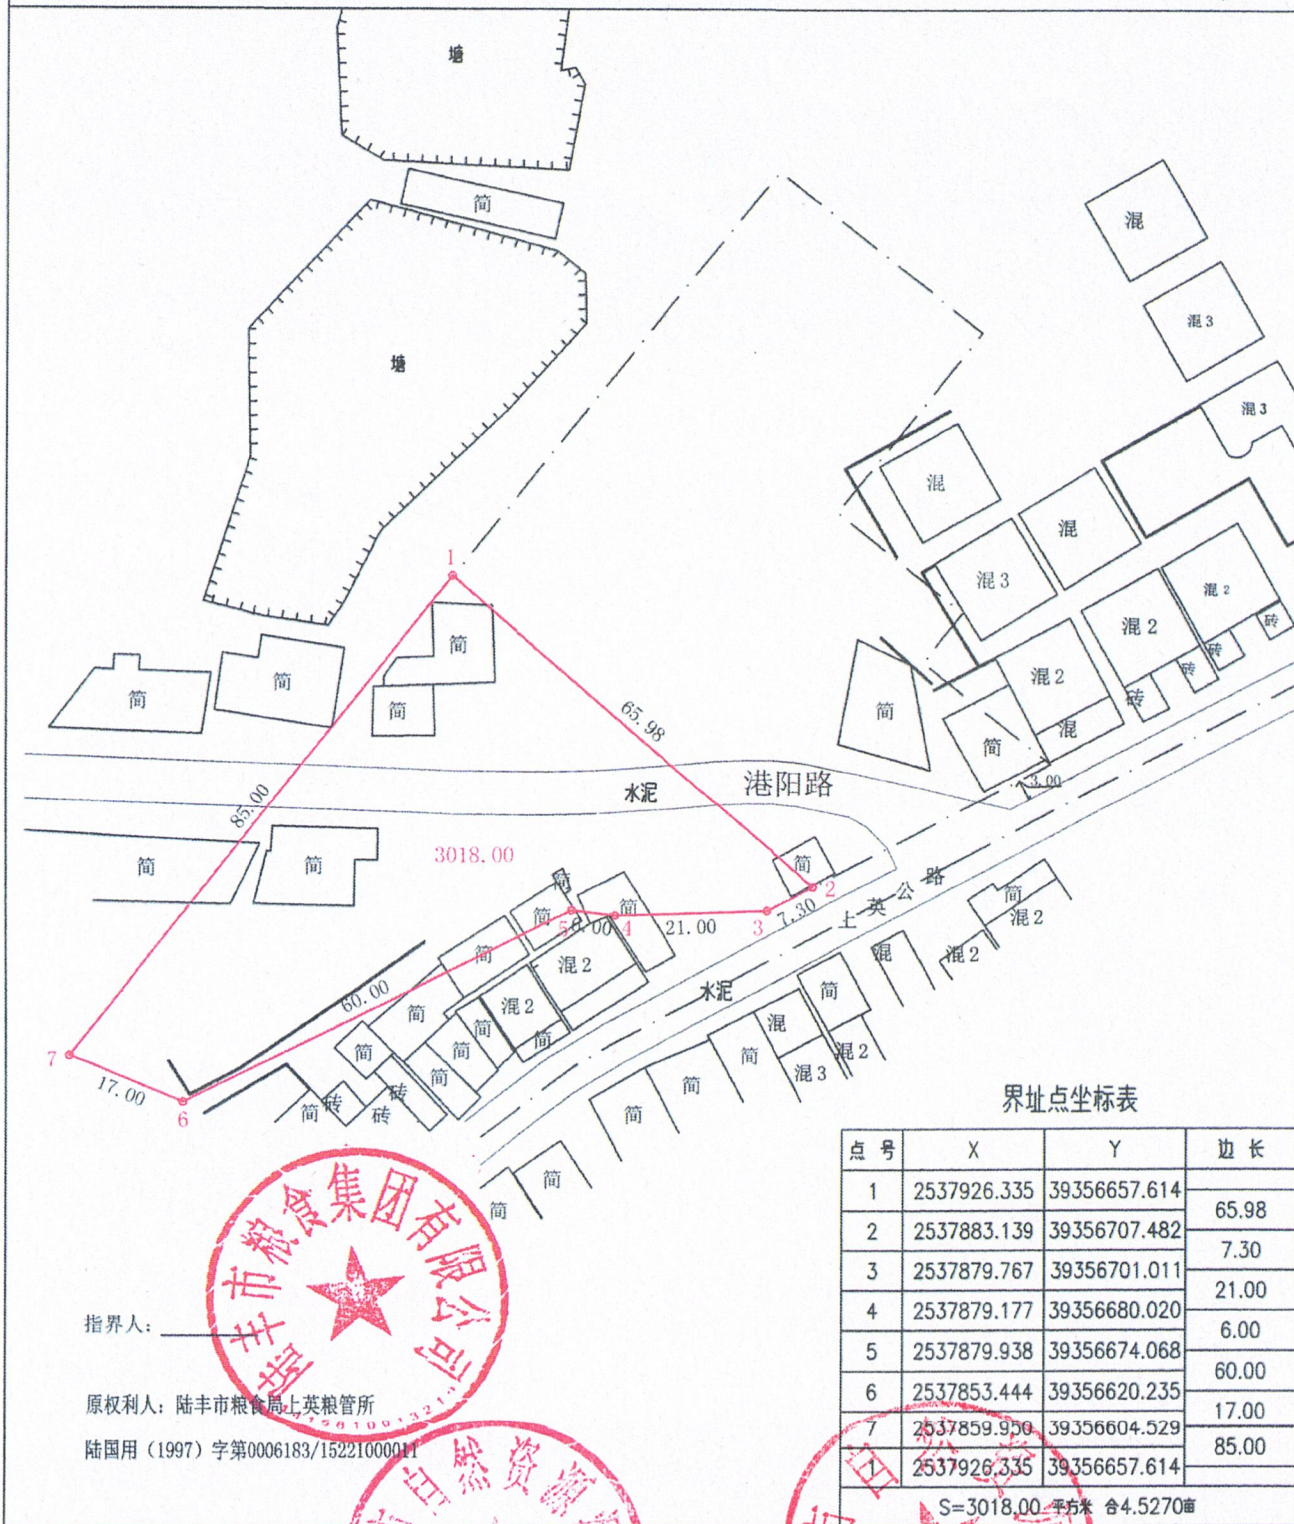 塘
简
混
混3
塘
混3
混
混
1
混3
混2
简
混2
砖
简
简
砖
混2
砖
简
65.98
简
砖
混
简
港阳路
水泥
3.00
85.00
3018.00
简
简
简
2
简
简
简
7.30
上英公路
简
5
6.00
4
21.00
3
混2
简
混2
混
混2
水泥
60.00
简
混2
简
简
简
混
混2
7
简
简
简
简
混3
17.00
砖
简
6
简
砖
砖
简
简
简
界址点坐标表
点号 X Y 边长
1 2537926.335 39356657.614
65.98
2 2537883.139 39356707.482
7.30
3 2537879.767 39356701.011
21.00
4 2537879.177 39356680.020
6.00
5 2537879.938 39356674.068
60.00
6 2537853.444 39356620.235
17.00
7 2537859.950 39356604.529
85.00
1 2537926.335 39356657.614
S=3018.00 平方米 合4.5270亩
陆丰市粮食集团有限公司
指界人：
原权利人：陆丰市粮食局上英粮管所
陆国用（1997）字第0006183/15221000011
自然资源